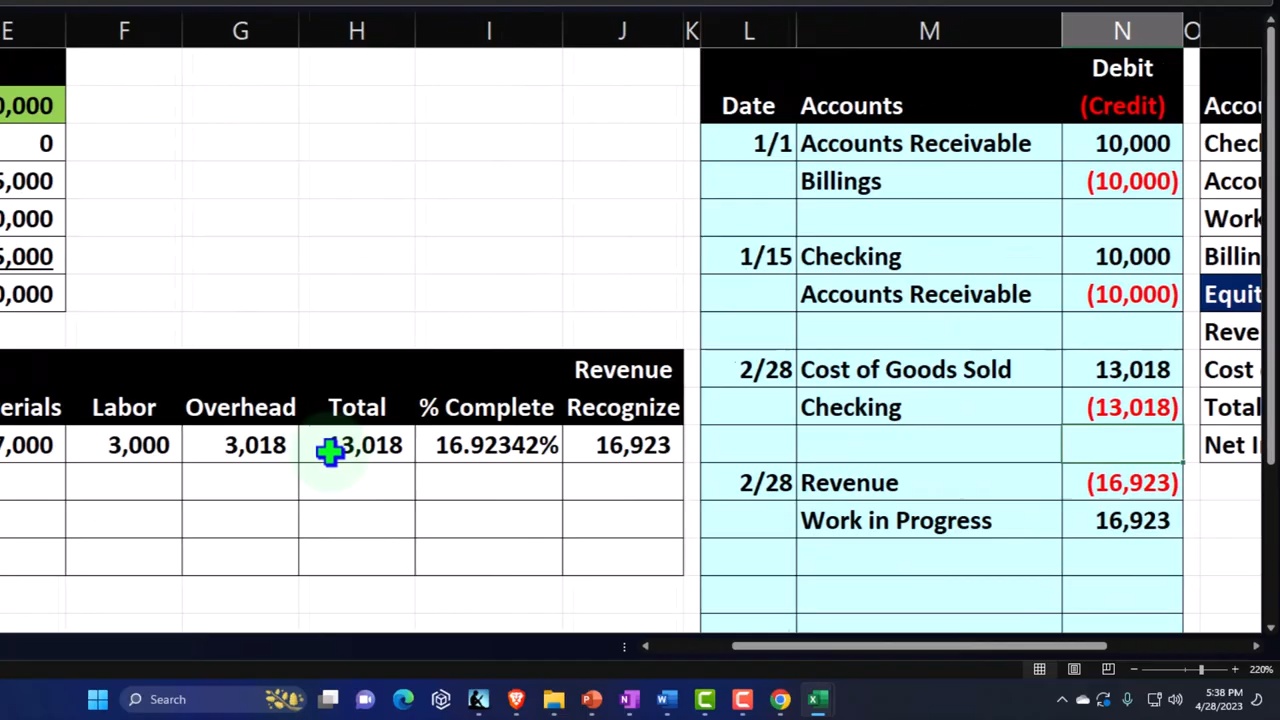 E F G H I J K L M N O
Debit
0,000 Date Accounts (Credit) Accou
0 1/1 Accounts Receivable 10,000 Chec
5,000 Billings (10,000) Accou
0,000 Work
5,000 1/15 Checking 10,000 Billin
0,000 Accounts Receivable (10,000) Equit
Reve
Revenue 2/28 Cost of Goods Sold 13,018 Cost
erials Labor Overhead Total % Complete Recognize Checking (13,018) Total
7,000 3,000 3,018 13,018 16.92342% 16,923 Net I
2/28 Revenue (16,923)
Work in Progress 16,923
220%
Search
5:38 PM
4/28/2023